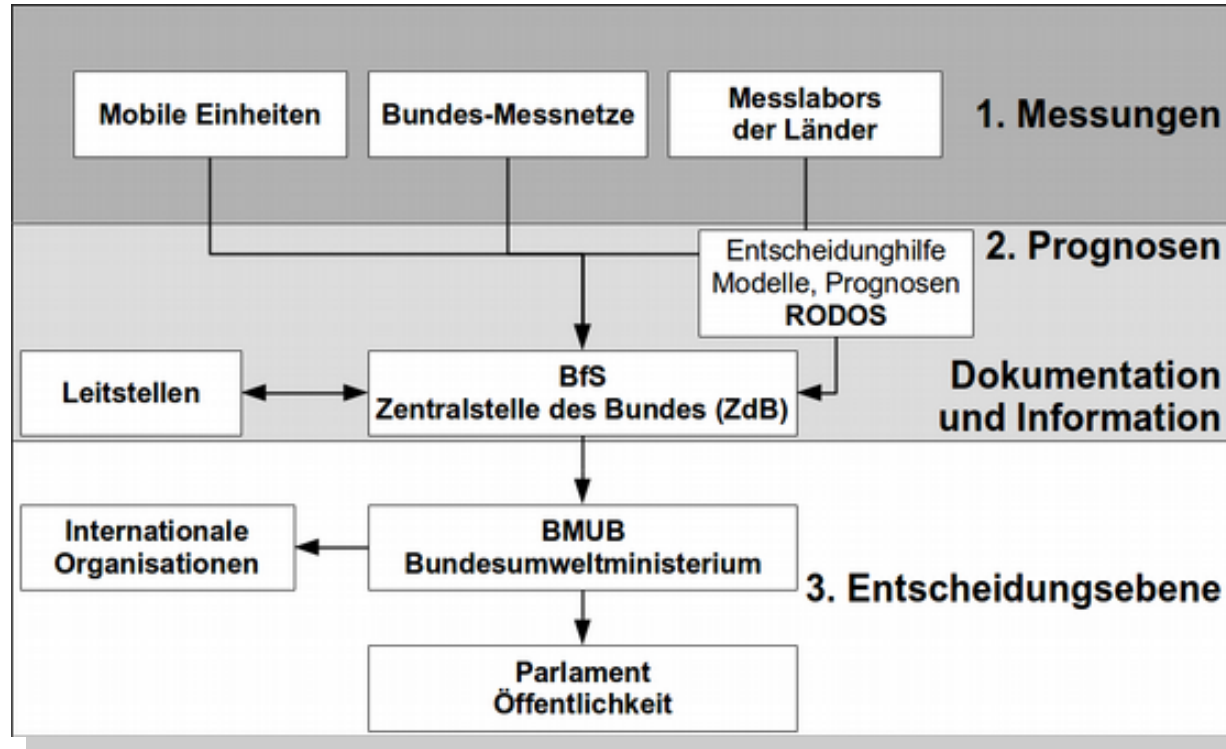 Mobile Einheiten
Bundes-Messnetze
Messlabors
der Länder
1. Messungen
Entscheidunghilfe
Modelle, Prognosen
RODOS
2. Prognosen
Leitstellen
BfS
Zentralstelle des Bundes (ZdB)
Dokumentation
und Information
Internationale
Organisationen
BMUB
Bundesumweltministerium
3. Entscheidungsebene
Parlament
Öffentlichkeit